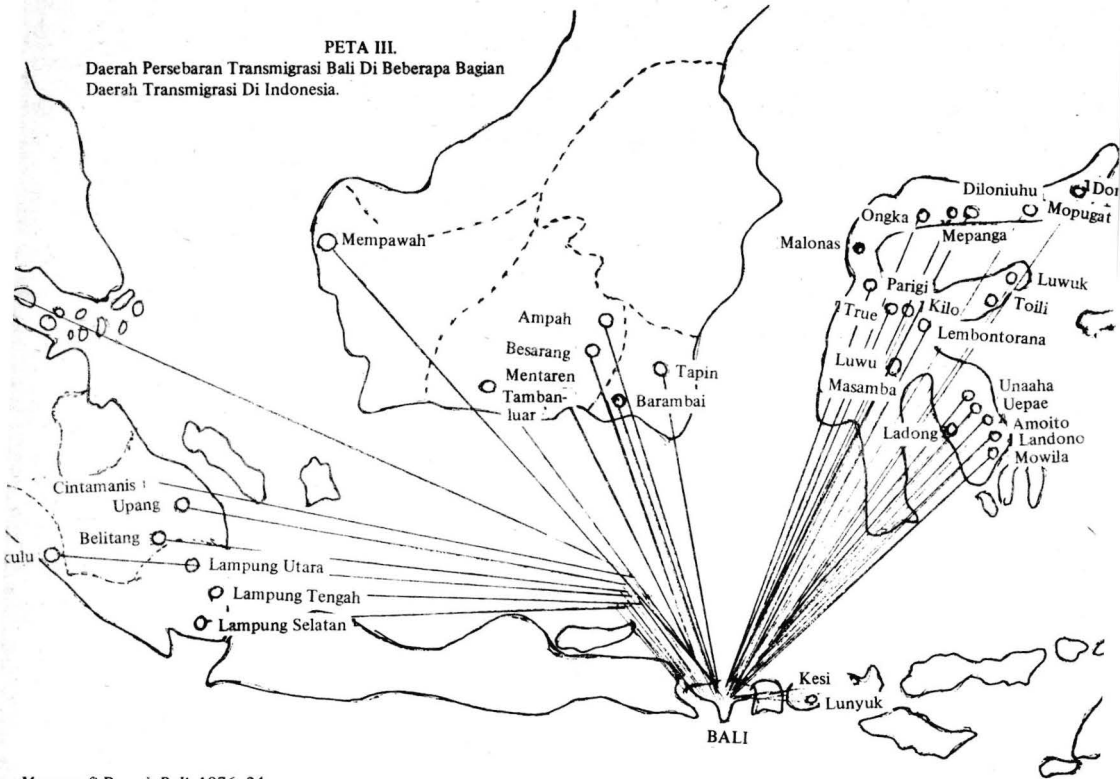 PETA III.
Daerah Persebaran Transmigrasi Bali Di Beberapa Bagian
Daerah Transmigrasi Di Indonesia.
Mempawah
Ampah
Besarang
Mentaren
Tamban-
luar
Barambai
Tapin
Diloniuhu
Mopugat
Ongka
Mepanga
Malonas
Parigi
Luwuk
True
Kilo
Toili
Lembontorana
Luwu
Masamba
Unaaha
Uepae
Amoito
Ladong
Landono
Mowila
Cintamanis
Upang
Belitang
kulu
Lampung Utara
Lampung Tengah
Lampung Selatan
Kesi
Lunyuk
BALI